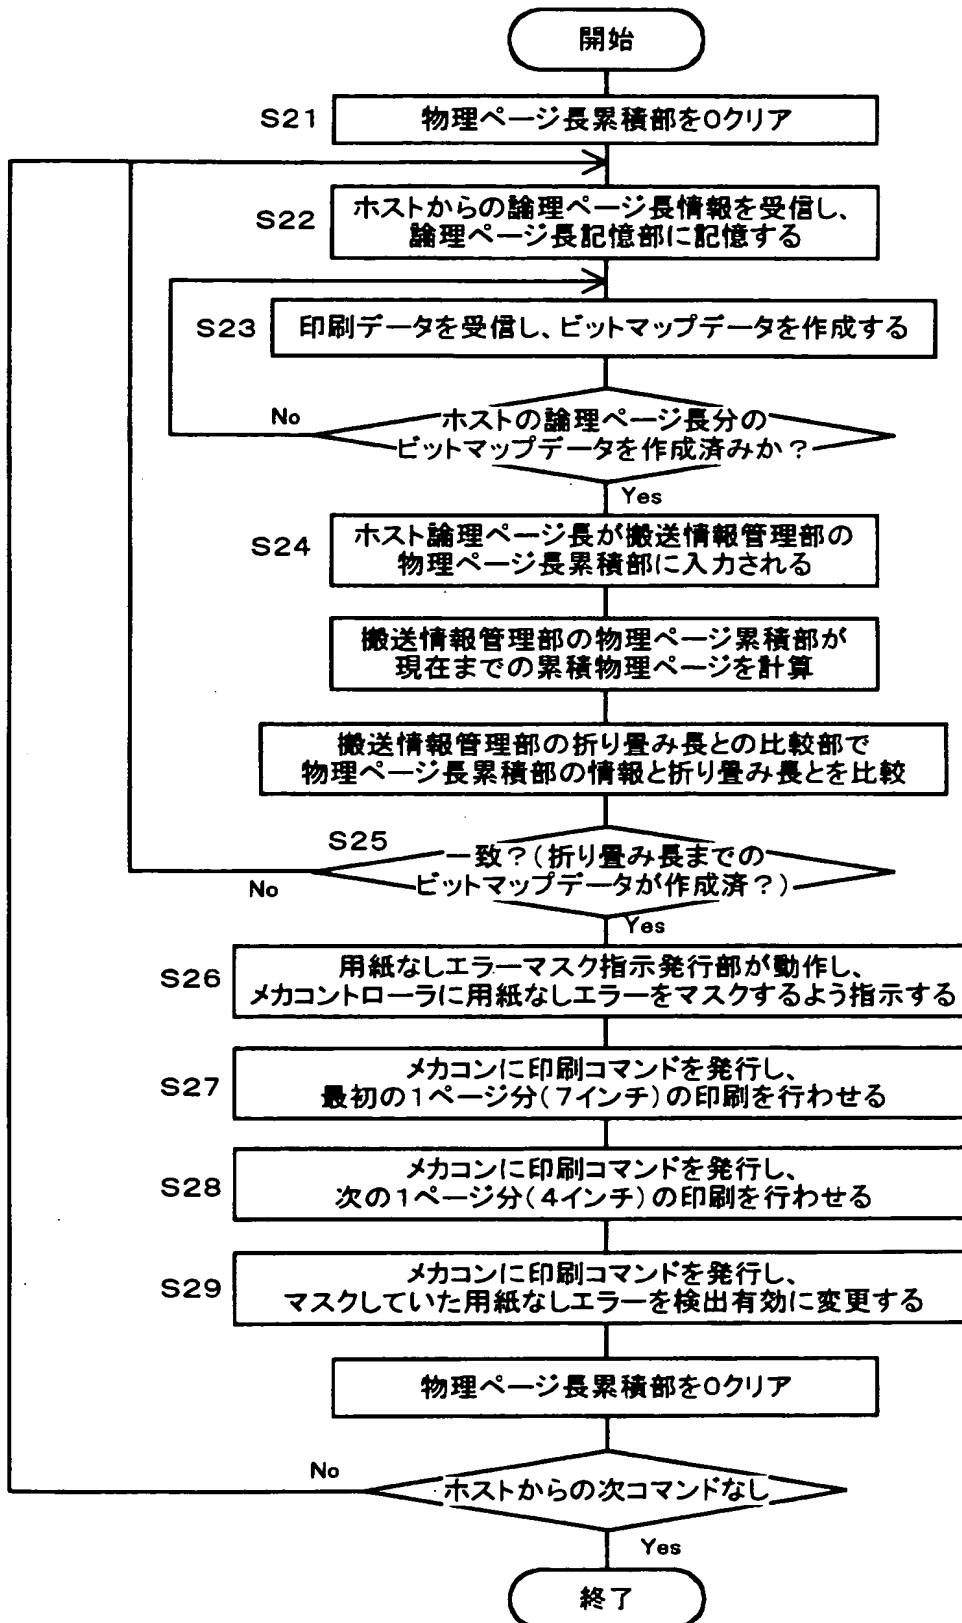 開始
S21
物理ページ長累積部を0クリア
S22
ホストからの論理ページ長情報を受信し、
論理ページ長記憶部に記憶する
S23
印刷データを受信し、ビットマップデータを作成する
No
ホストの論理ページ長分の
ビットマップデータを作成済みか？
Yes
S24
ホスト論理ページ長が搬送情報管理部の
物理ページ長累積部に入力される
搬送情報管理部の物理ページ累積部が
現在までの累積物理ページを計算
搬送情報管理部の折り畳み長との比較部で
物理ページ長累積部の情報と折り畳み長とを比較
S25
一致？(折り畳み長までの
ビットマップデータが作成済？)
No
Yes
S26
用紙なしエラーマスク指示発行部が動作し、
メカコントローラに用紙なしエラーをマスクするよう指示する
S27
メカコンに印刷コマンドを発行し、
最初の1ページ分(7インチ)の印刷を行わせる
S28
メカコンに印刷コマンドを発行し、
次の1ページ分(4インチ)の印刷を行わせる
S29
メカコンに印刷コマンドを発行し、
マスクしていた用紙なしエラーを検出有効に変更する
物理ページ長累積部を0クリア
No
ホストからの次コマンドなし
Yes
終了